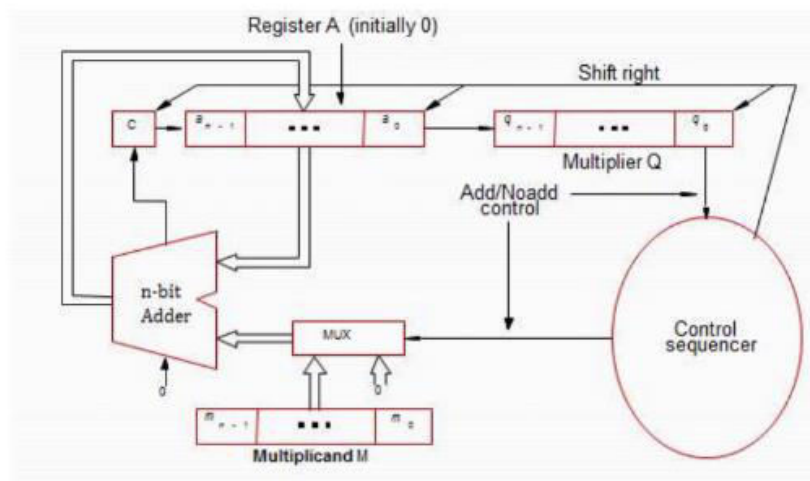 Register A (initially 0)
Shift right
C
a n - 1
▪▪▪
a 0
q n - 1
▪▪▪
q 0
Multiplier Q
Add/Noadd
control
n-bit
Adder
MUX
Control
sequencer
0
0
m n - 1
▪▪▪
m 0
Multiplicand M